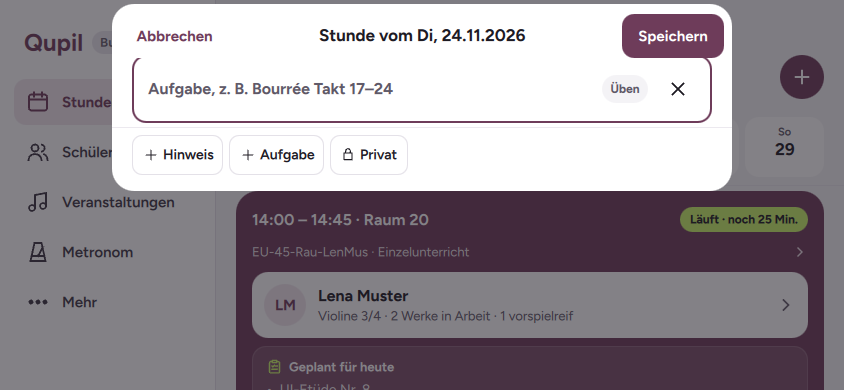 Abbrechen
Stunde vom Di, 24.11.2026
Speichern
Aufgabe, z. B. Bourrée Takt 17–24
Üben
+ Hinweis
+ Aufgabe
Privat
Qupil
Stunde
Schüler
Veranstaltungen
Metronom
Mehr
So
29
14:00 – 14:45 · Raum 20
Läuft · noch 25 Min.
EU-45-Rau-LenMus · Einzelunterricht
LM
Lena Muster
Violine 3/4 · 2 Werke in Arbeit · 1 vorspielreif
Geplant für heute